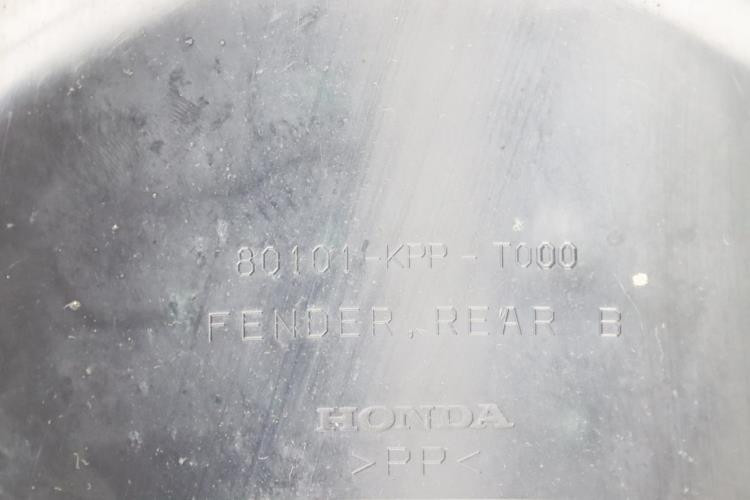 80101-KPP-T000
FENDER, REAR B
HONDA
>PP<